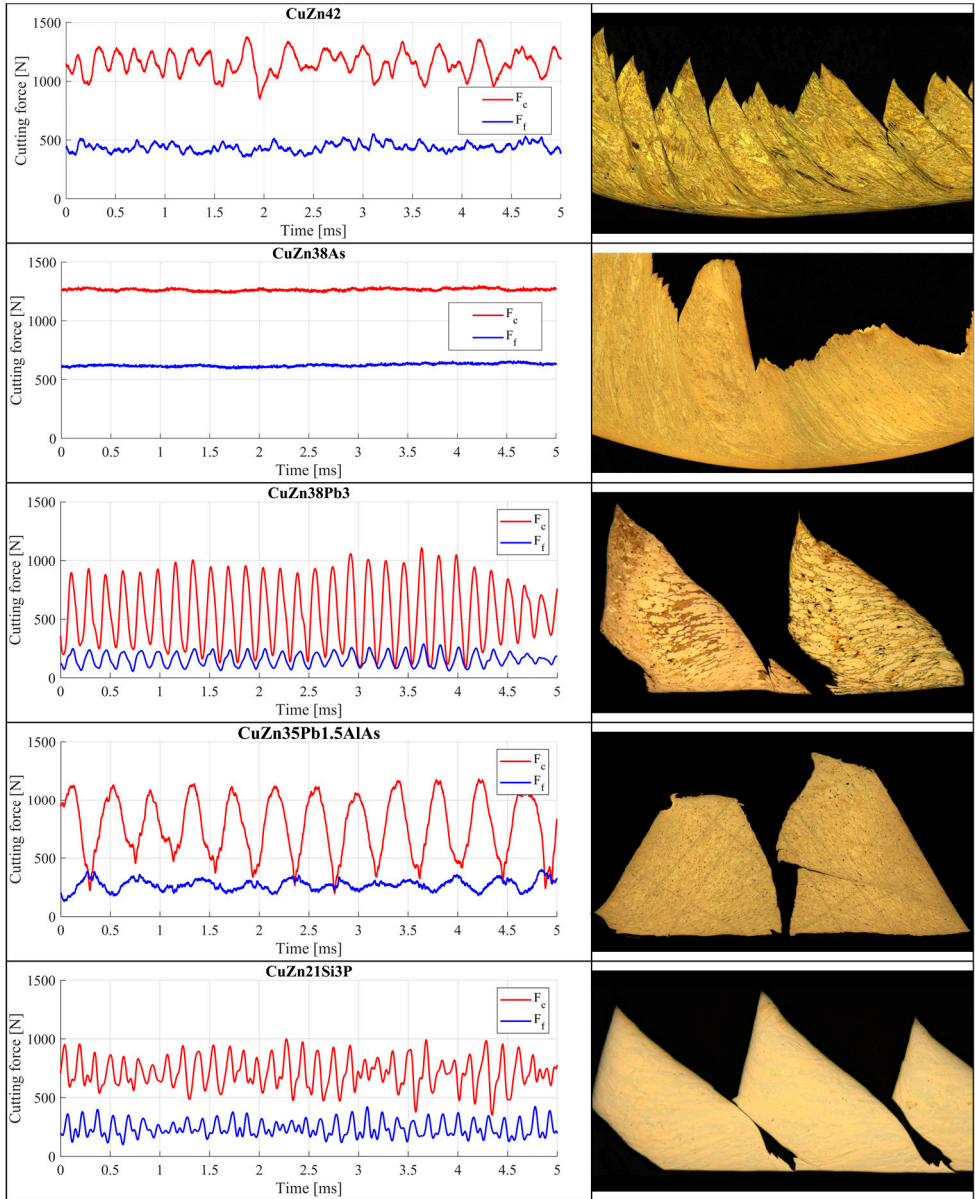 CuZn42
1500
1000
500
0
Cutting force [N]
F_c
F_f
0 0.5 1 1.5 2 2.5 3 3.5 4 4.5 5
Time [ms]
CuZn38As
1500
1000
500
0
Cutting force [N]
F_c
F_f
0 0.5 1 1.5 2 2.5 3 3.5 4 4.5 5
Time [ms]
CuZn38Pb3
1500
1000
500
0
Cutting force [N]
F_c
F_f
0 0.5 1 1.5 2 2.5 3 3.5 4 4.5 5
Time [ms]
CuZn35Pb1.5AlAs
1500
1000
500
0
Cutting force [N]
F_c
F_f
0 0.5 1 1.5 2 2.5 3 3.5 4 4.5 5
Time [ms]
CuZn21Si3P
1500
1000
500
0
Cutting force [N]
F_c
F_f
0 0.5 1 1.5 2 2.5 3 3.5 4 4.5 5
Time [ms]